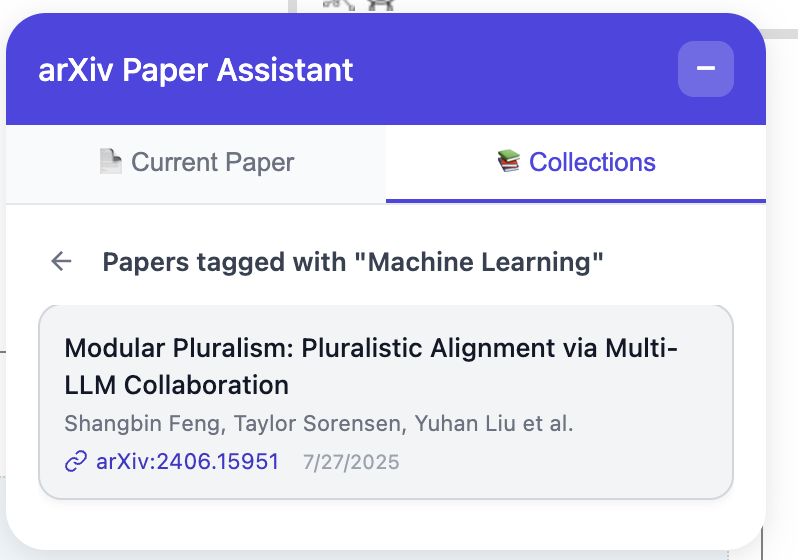 arXiv Paper Assistant
Current Paper
Collections
Papers tagged with "Machine Learning"
Modular Pluralism: Pluralistic Alignment via Multi-
LLM Collaboration
Shangbin Feng, Taylor Sorensen, Yuhan Liu et al.
arXiv:2406.15951 7/27/2025